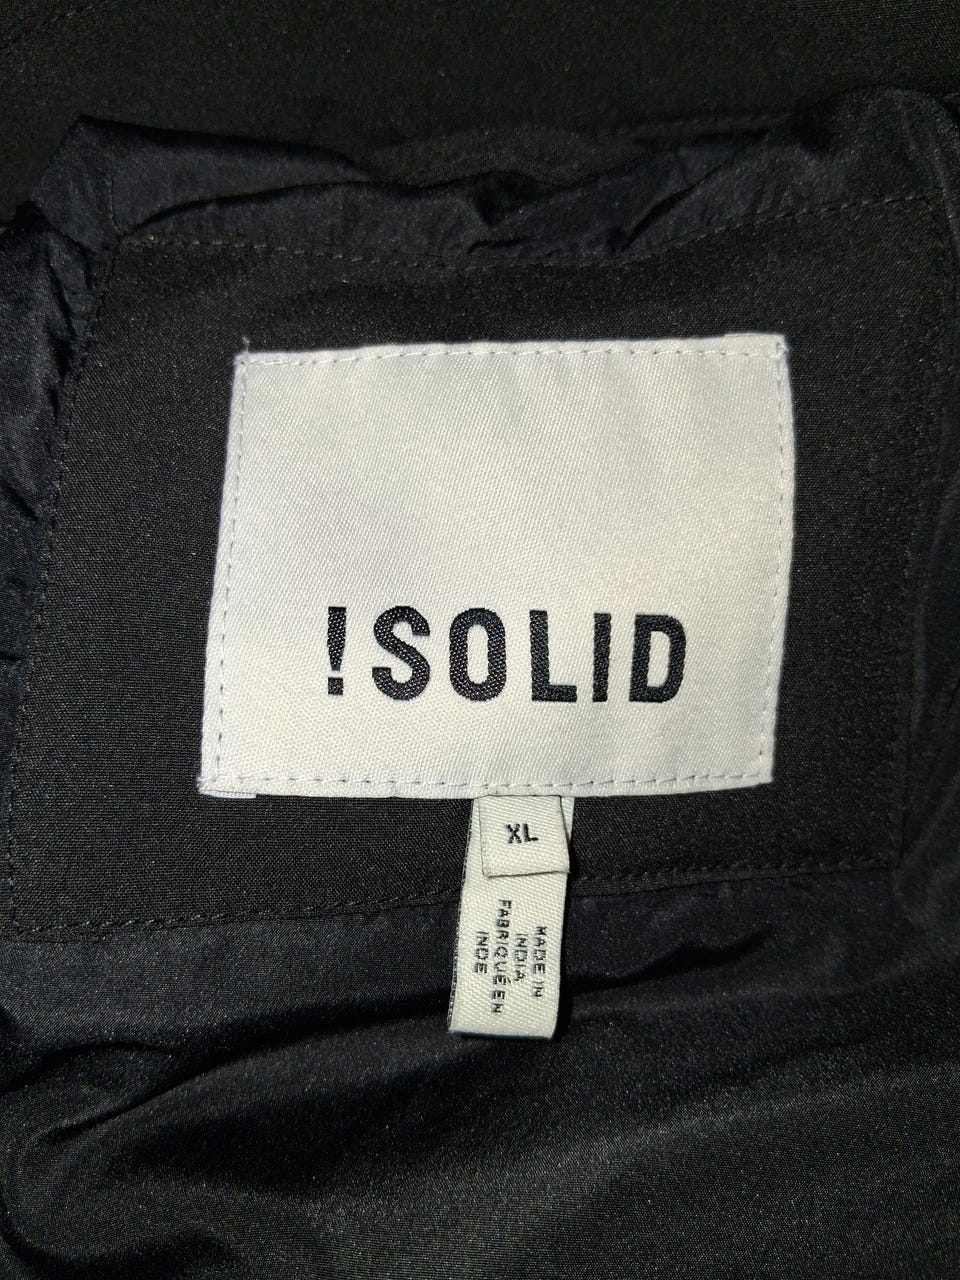 !SOLID
XL
MADE IN
INDIA
FABRIQUÉ EN
INDE